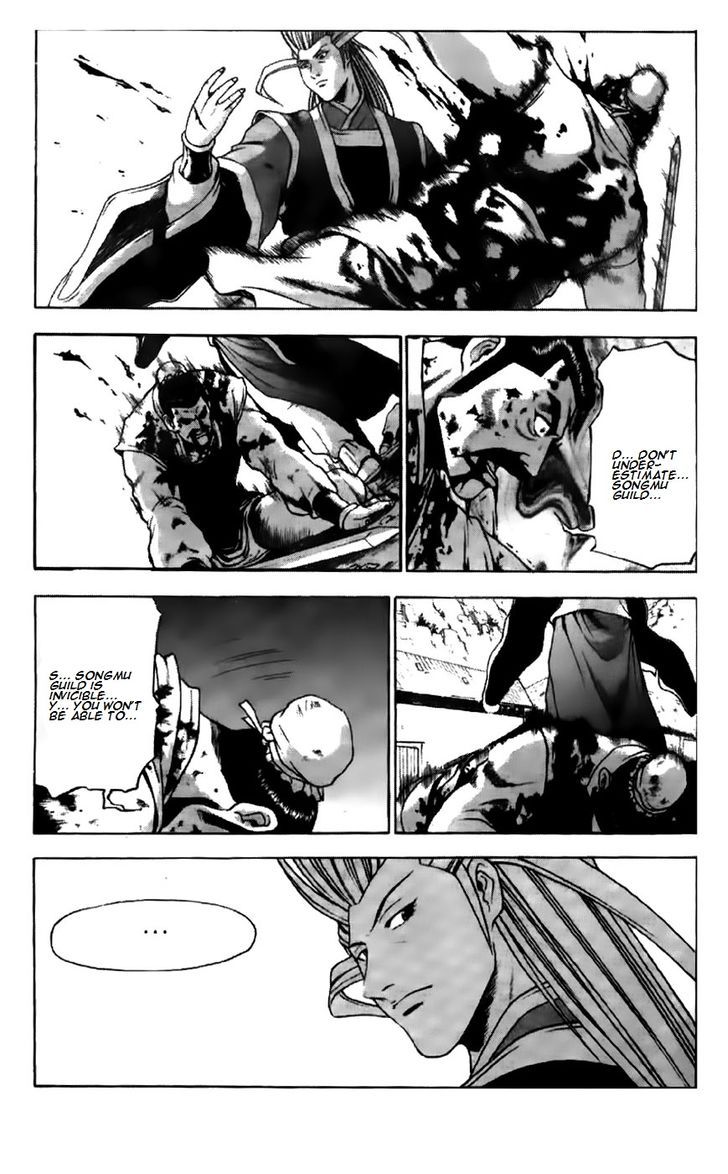 D... DON'T
UNDER-
ESTIMATE...
SONGMU
GUILD...
S... SONGMU
GUILD IS
INVICIBLE...
Y... YOU WON'T
BE ABLE TO...
...